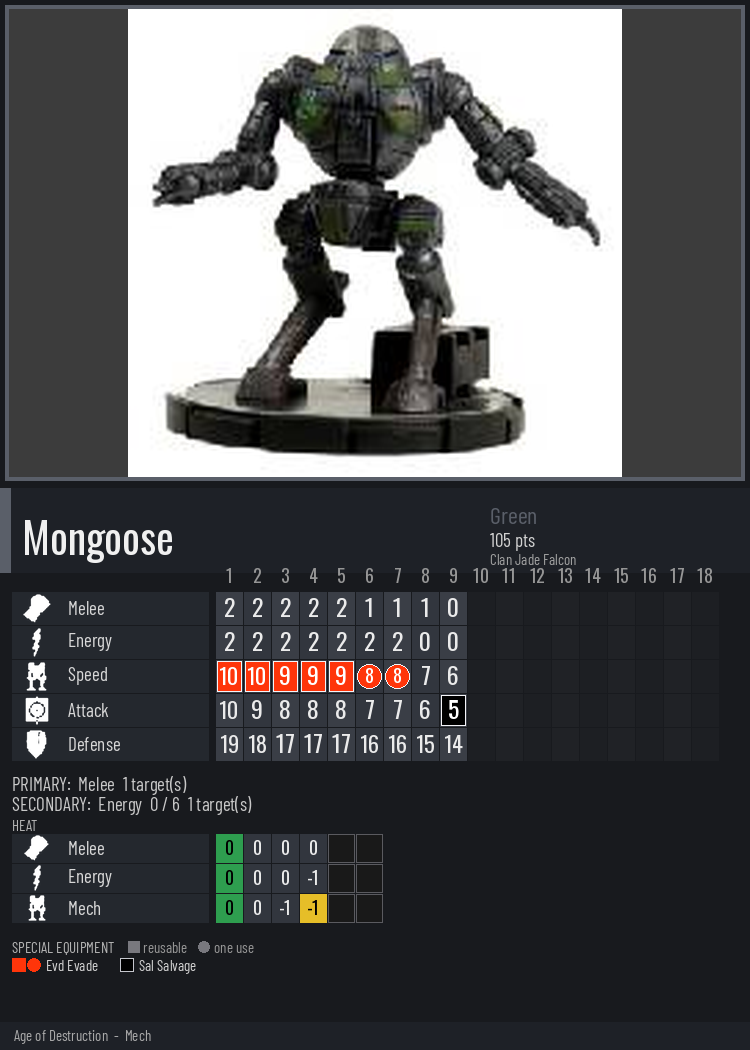 Mongoose
Green
105 pts
Clan Jade Falcon
1 2 3 4 5 6 7 8 9 10 11 12 13 14 15 16 17 18
Melee 2 2 2 2 2 1 1 1 0
Energy 2 2 2 2 2 2 2 0 0
Speed 10 10 9 9 9 8 8 7 6
Attack 10 9 8 8 8 7 7 6 5
Defense 19 18 17 17 17 16 16 15 14
PRIMARY: Melee 1 target(s)
SECONDARY: Energy 0 / 6 1 target(s)
HEAT
Melee 0 0 0 0
Energy 0 0 0 -1
Mech 0 0 -1 -1
SPECIAL EQUIPMENT reusable one use
Evd Evade Sal Salvage
Age of Destruction - Mech